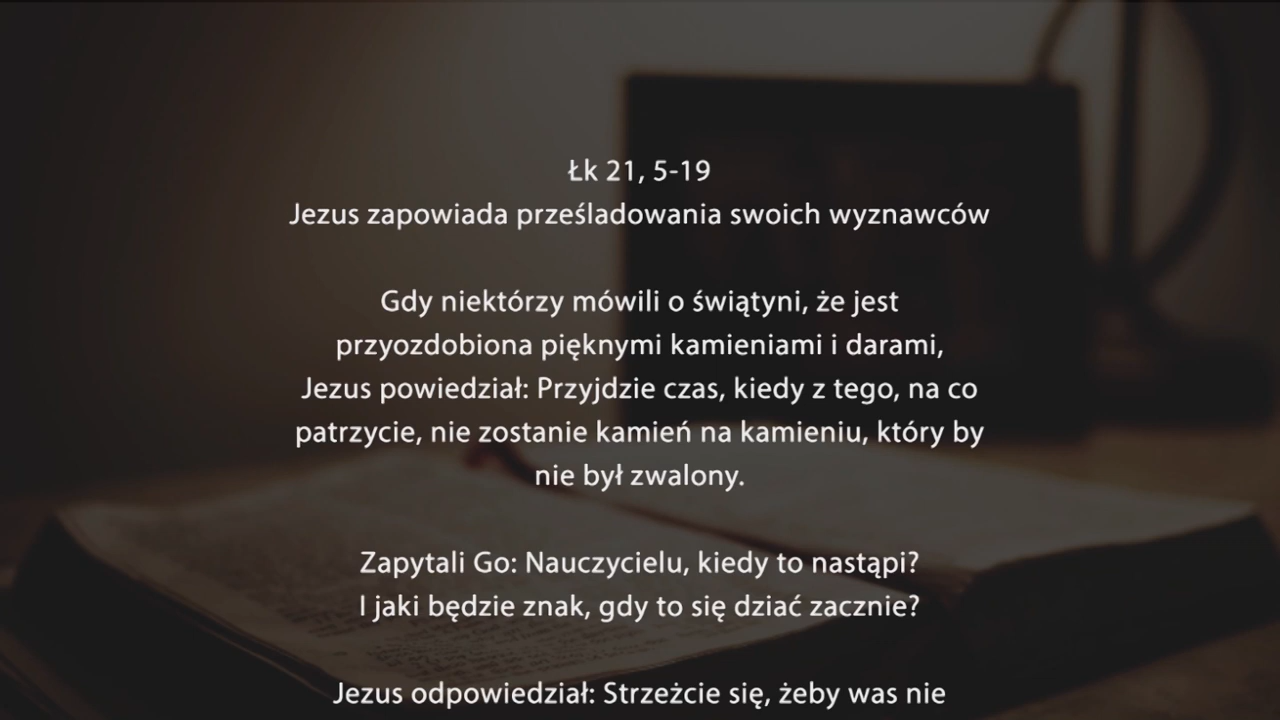 Łk 21, 5-19
Jezus zapowiada prześladowania swoich wyznawców
Gdy niektórzy mówili o świątyni, że jest
przyozdobiona pięknymi kamieniami i darami,
Jezus powiedział: Przyjdzie czas, kiedy z tego, na co
patrzycie, nie zostanie kamień na kamieniu, który by
nie był zwalony.
Zapytali Go: Nauczycielu, kiedy to nastąpi?
I jaki będzie znak, gdy to się dziać zacznie?
Jezus odpowiedział: Strzeżcie się, żeby was nie